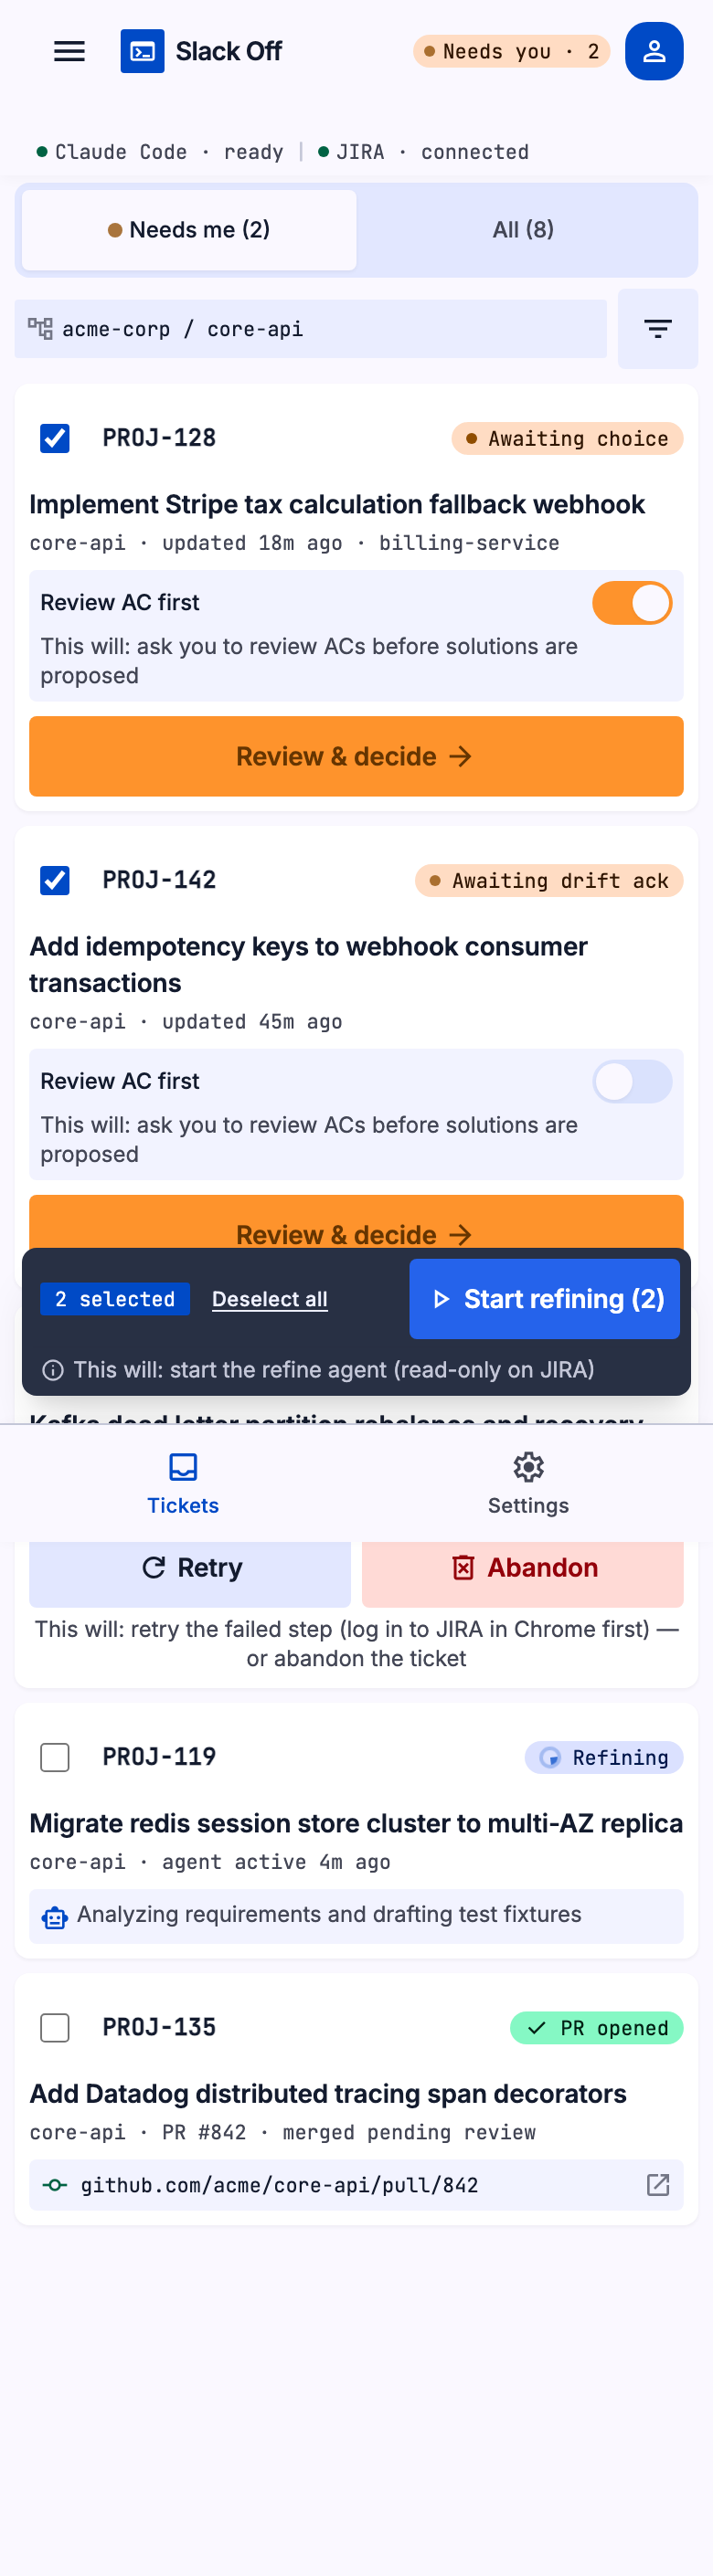 Slack Off
Needs you · 2
Claude Code · ready | JIRA · connected
Needs me (2)
All (8)
acme-corp / core-api
PROJ-128
Awaiting choice
Implement Stripe tax calculation fallback webhook
core-api · updated 18m ago · billing-service
Review AC first
This will: ask you to review ACs before solutions are
proposed
Review & decide →
PROJ-142
Awaiting drift ack
Add idempotency keys to webhook consumer
transactions
core-api · updated 45m ago
Review AC first
This will: ask you to review ACs before solutions are
proposed
Review & decide →
2 selected
Deselect all
Start refining (2)
This will: start the refine agent (read-only on JIRA)
Kafka dead letter partition rebalance and recovery
Tickets
Settings
Retry
Abandon
This will: retry the failed step (log in to JIRA in Chrome first) —
or abandon the ticket
PROJ-119
Refining
Migrate redis session store cluster to multi-AZ replica
core-api · agent active 4m ago
Analyzing requirements and drafting test fixtures
PROJ-135
PR opened
Add Datadog distributed tracing span decorators
core-api · PR #842 · merged pending review
github.com/acme/core-api/pull/842